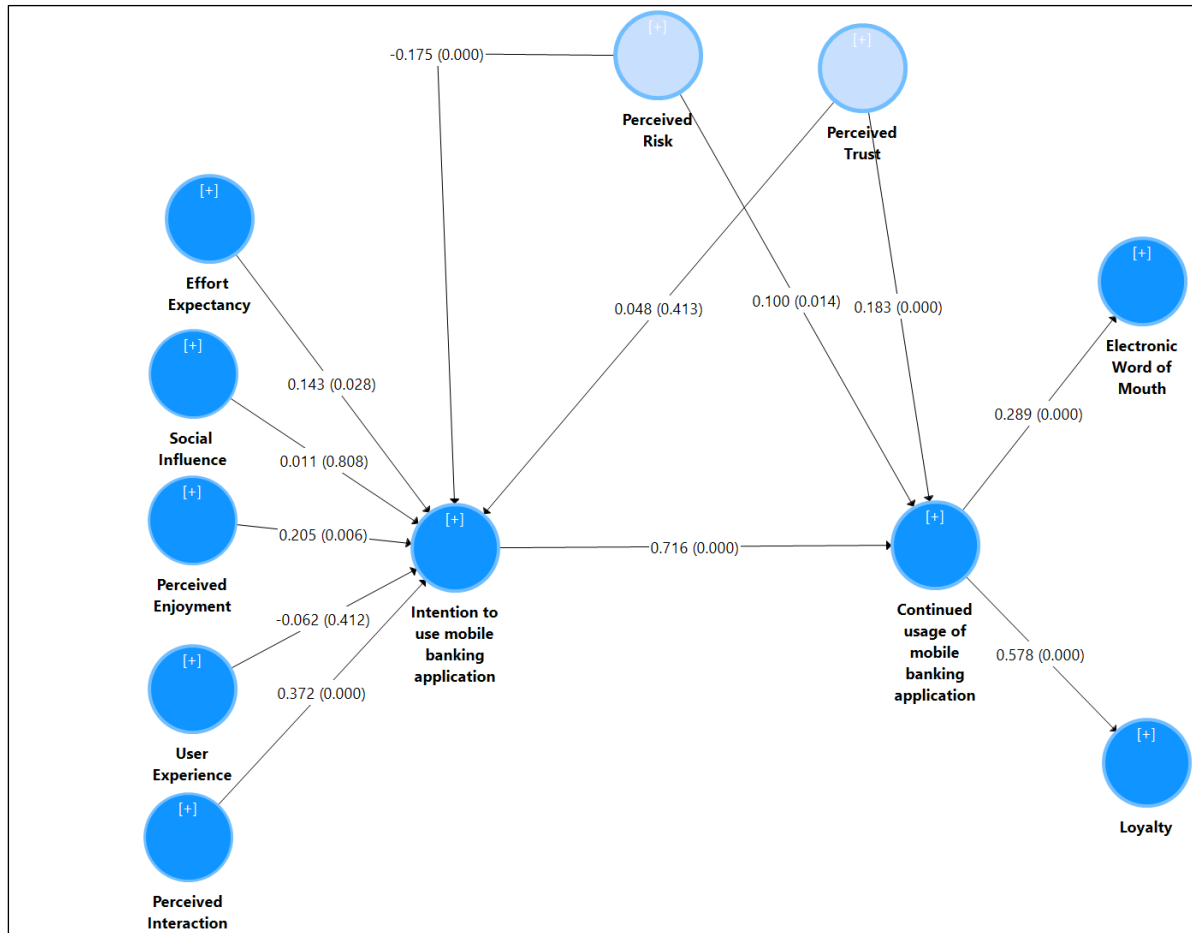 [+]
[+]
-0.175 (0.000)
Perceived
Risk
Perceived
Trust
[+]
Effort
Expectancy
[+]
Electronic
Word of
Mouth
0.100 (0.014)
0.183 (0.000)
0.048 (0.413)
[+]
Social
Influence
0.143 (0.028)
0.011 (0.808)
0.289 (0.000)
[+]
Perceived
Enjoyment
0.205 (0.006)
[+]
Intention to
use mobile
banking
application
0.716 (0.000)
[+]
Continued
usage of
mobile
banking
application
-0.062 (0.412)
[+]
User
Experience
0.372 (0.000)
0.578 (0.000)
[+]
Loyalty
[+]
Perceived
Interaction